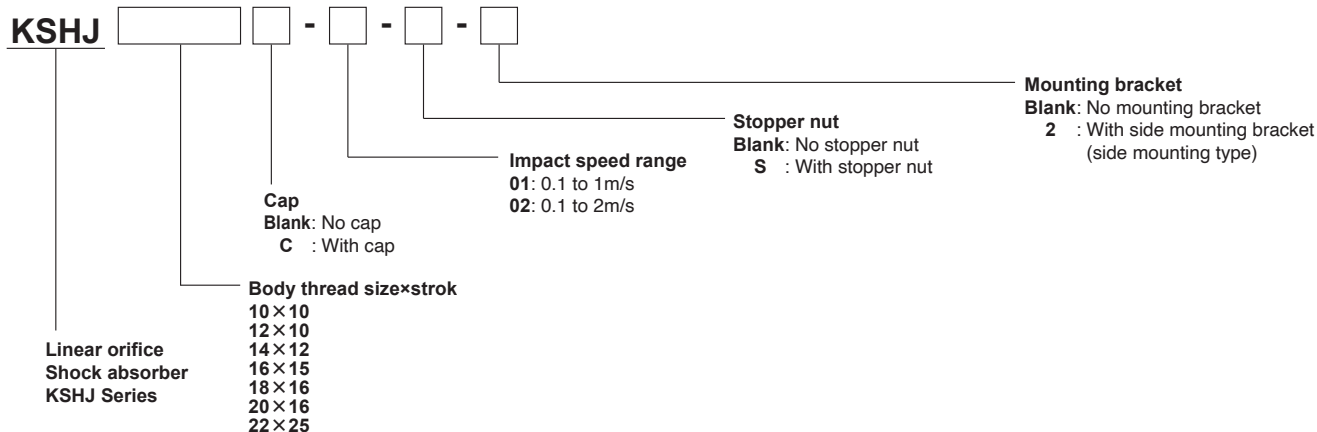 KSHJ - - -
Mounting bracket
Blank: No mounting bracket
2 : With side mounting bracket
(side mounting type)
Stopper nut
Blank: No stopper nut
S : With stopper nut
Impact speed range
01: 0.1 to 1m/s
02: 0.1 to 2m/s
Cap
Blank: No cap
C : With cap
Body thread size×strok
10×10
12×10
14×12
16×15
18×16
20×16
22×25
Linear orifice
Shock absorber
KSHJ Series